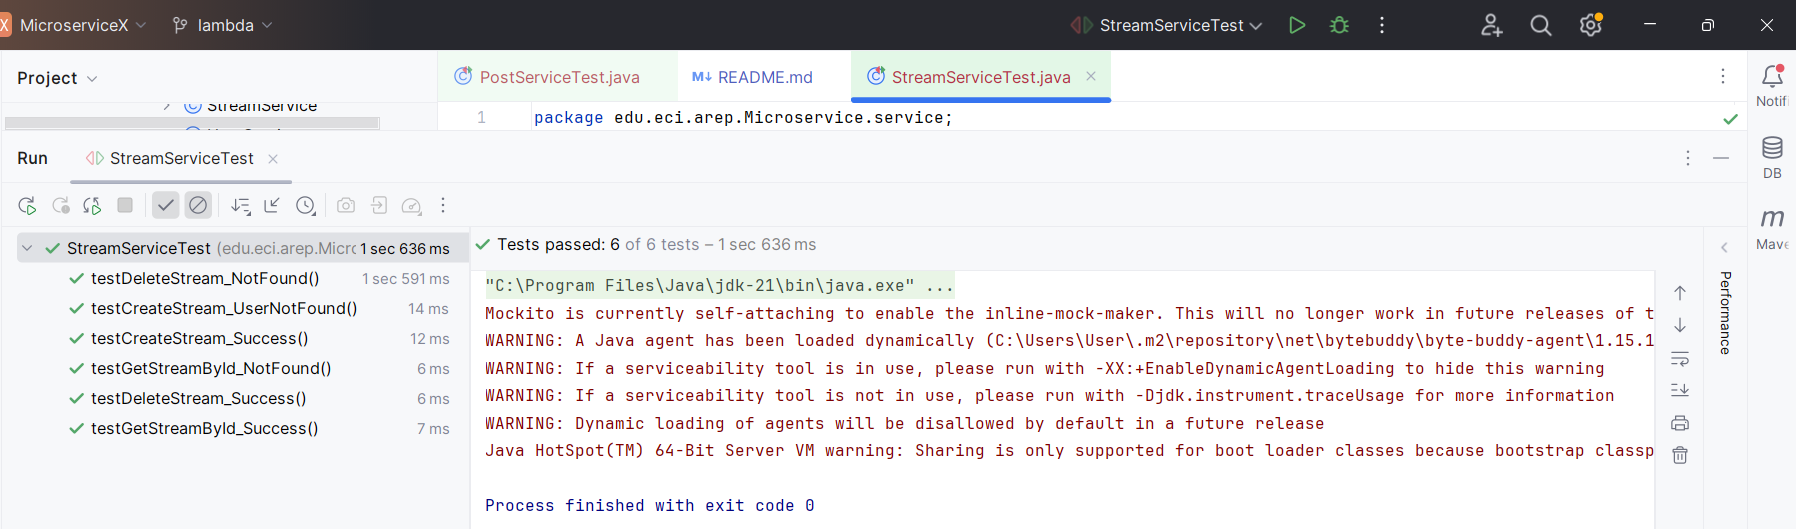 X MicroserviceX lambda StreamServiceTest
Project PostServiceTest.java M↓ README.md StreamServiceTest.java
StreamService
1 package edu.eci.arep.Microservice.service;
Notifi
DB
m
Mave
Run StreamServiceTest
StreamServiceTest (edu.eci.arep.Micro 1 sec 636 ms
testDeleteStream_NotFound() 1 sec 591 ms
testCreateStream_UserNotFound() 14 ms
testCreateStream_Success() 12 ms
testGetStreamById_NotFound() 6 ms
testDeleteStream_Success() 6 ms
testGetStreamById_Success() 7 ms
Tests passed: 6 of 6 tests – 1 sec 636 ms
"C:\Program Files\Java\jdk-21\bin\java.exe" ...
Mockito is currently self-attaching to enable the inline-mock-maker. This will no longer work in future releases of t
WARNING: A Java agent has been loaded dynamically (C:\Users\User\.m2\repository\net\bytebuddy\byte-buddy-agent\1.15.1
WARNING: If a serviceability tool is in use, please run with -XX:+EnableDynamicAgentLoading to hide this warning
WARNING: If a serviceability tool is not in use, please run with -Djdk.instrument.traceUsage for more information
WARNING: Dynamic loading of agents will be disallowed by default in a future release
Java HotSpot(TM) 64-Bit Server VM warning: Sharing is only supported for boot loader classes because bootstrap classp
Process finished with exit code 0
Performance